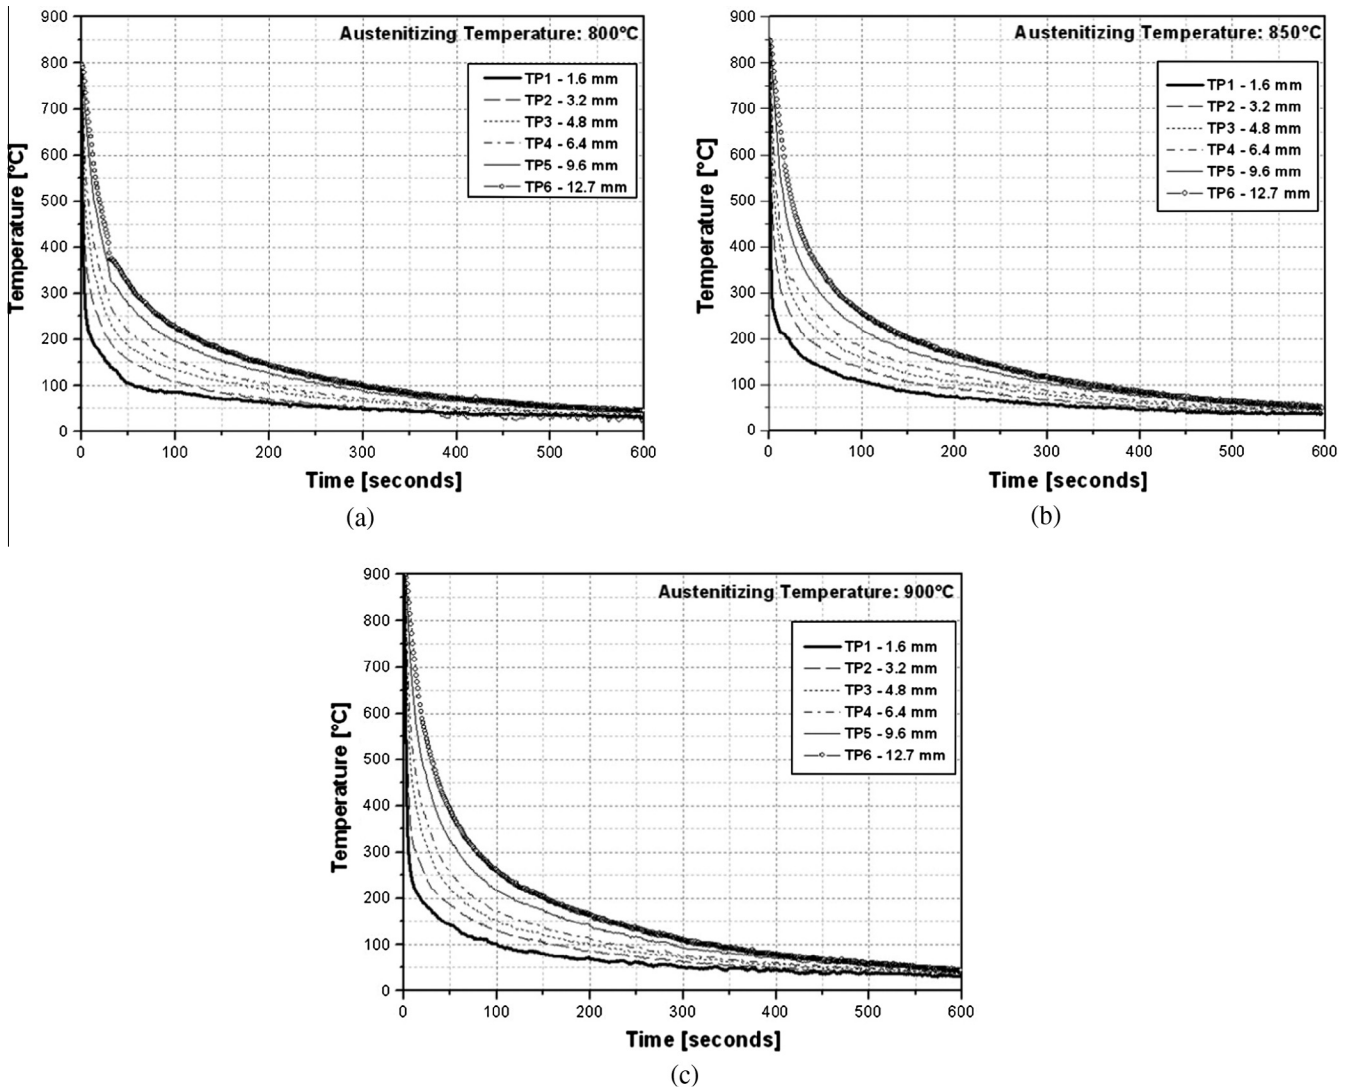 Austenitizing Temperature: 800°C
TP1 - 1.6 mm
TP2 - 3.2 mm
TP3 - 4.8 mm
TP4 - 6.4 mm
TP5 - 9.6 mm
TP6 - 12.7 mm
Temperature [°C]
900
800
700
600
500
400
300
200
100
0
0 100 200 300 400 500 600
Time [seconds]
(a)
Austenitizing Temperature: 850°C
TP1 - 1.6 mm
TP2 - 3.2 mm
TP3 - 4.8 mm
TP4 - 6.4 mm
TP5 - 9.6 mm
TP6 - 12.7 mm
Temperature [°C]
900
800
700
600
500
400
300
200
100
0
0 100 200 300 400 500 600
Time [seconds]
(b)
Austenitizing Temperature: 900°C
TP1 - 1.6 mm
TP2 - 3.2 mm
TP3 - 4.8 mm
TP4 - 6.4 mm
TP5 - 9.6 mm
TP6 - 12.7 mm
Temperature [°C]
900
800
700
600
500
400
300
200
100
0
0 100 200 300 400 500 600
Time [seconds]
(c)